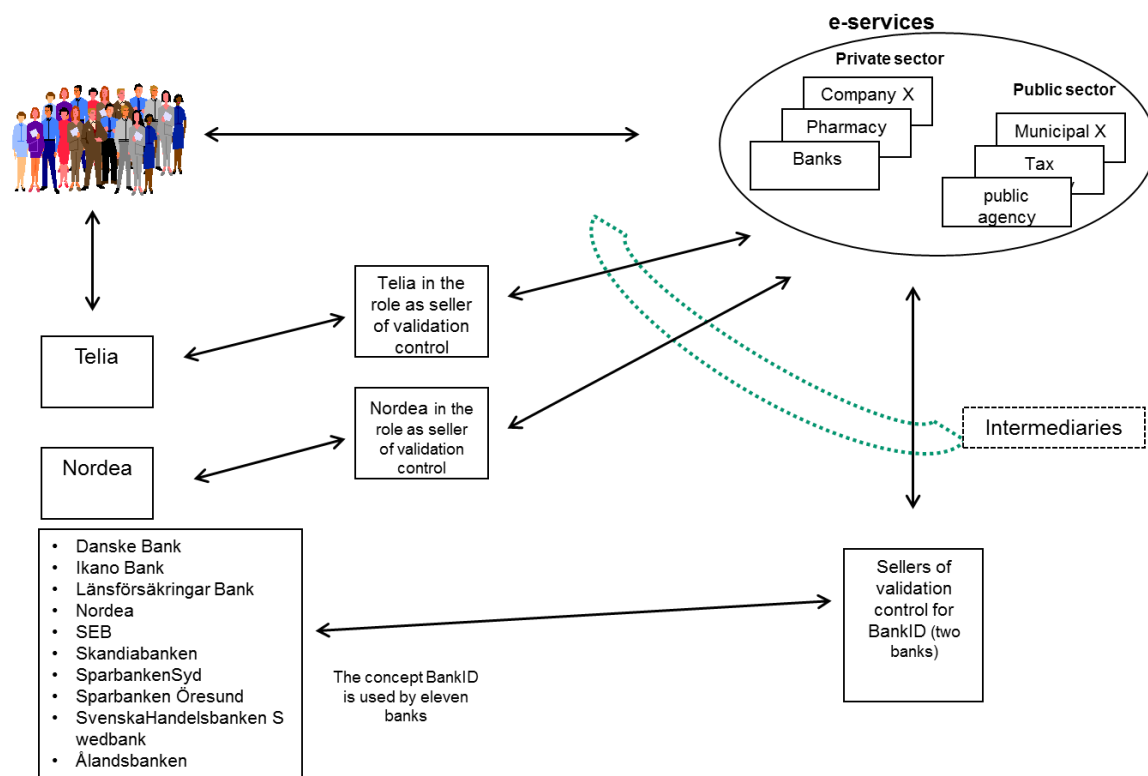 e-services
Private sector
Company X
Pharmacy
Banks
Public sector
Municipal X
Tax
public
agency
Telia in the
role as seller
of validation
control
Telia
Nordea in the
role as seller
of validation
control
Nordea
Intermediaries
• Danske Bank
• Ikano Bank
• Länsförsäkringar Bank
• Nordea
• SEB
• Skandiabanken
• SparbankenSyd
• Sparbanken Öresund
• SvenskaHandelsbanken S
wedbank
• Ålandsbanken
The concept BankID
is used by eleven
banks
Sellers of
validation
control for
BankID (two
banks)